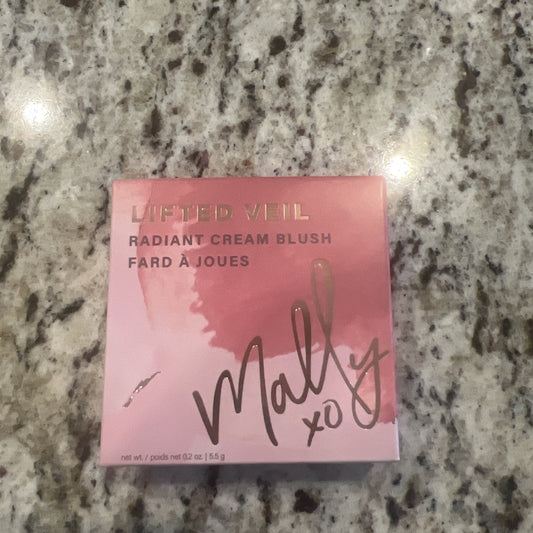 LIFTED VEIL
RADIANT CREAM BLUSH
FARD À JOUES
Mally
xo
net wt. / poids net 0.2 oz. | 5.5 g